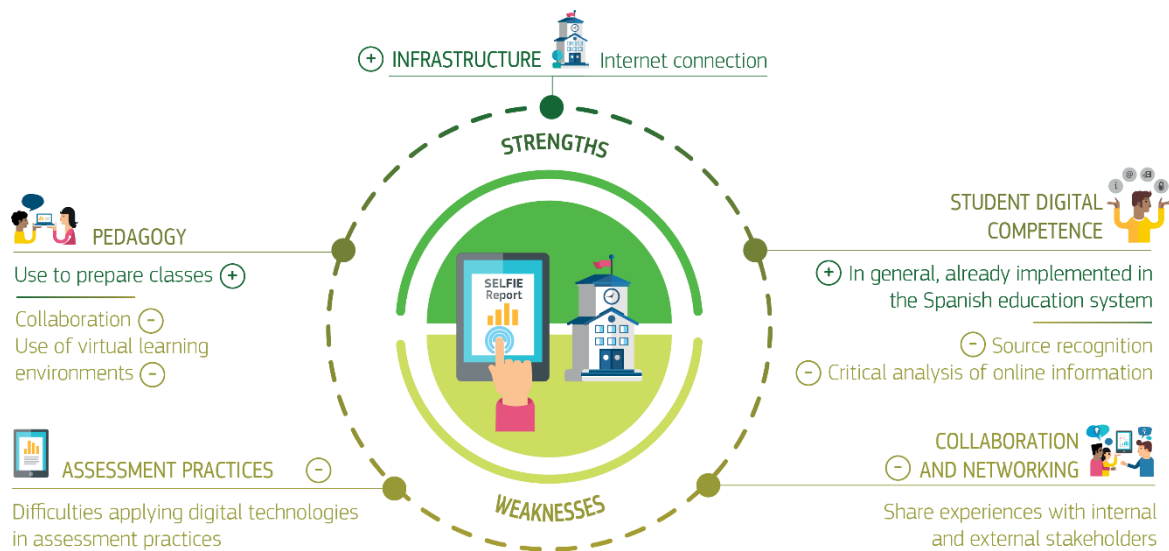 + INFRASTRUCTURE Internet connection
STRENGTHS
PEDAGOGY
Use to prepare classes +
Collaboration -
Use of virtual learning
environments -
STUDENT DIGITAL
COMPETENCE
+ In general, already implemented in
the Spanish education system
- Source recognition
- Critical analysis of online information
SELFIE
Report
ASSESSMENT PRACTICES -
Difficulties applying digital technologies
in assessment practices
COLLABORATION
- AND NETWORKING
Share experiences with internal
and external stakeholders
WEAKNESSES